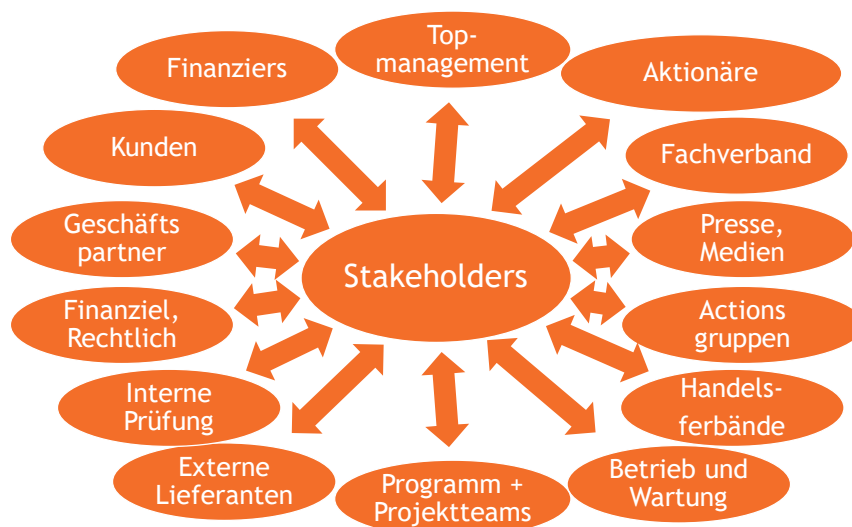 Top-
management
Finanziers
Aktionäre
Kunden
Fachverband
Geschäfts
partner
Presse,
Medien
Stakeholders
Finanziel,
Rechtlich
Actions
gruppen
Interne
Prüfung
Handels-
ferbände
Externe
Lieferanten
Programm +
Projektteams
Betrieb und
Wartung